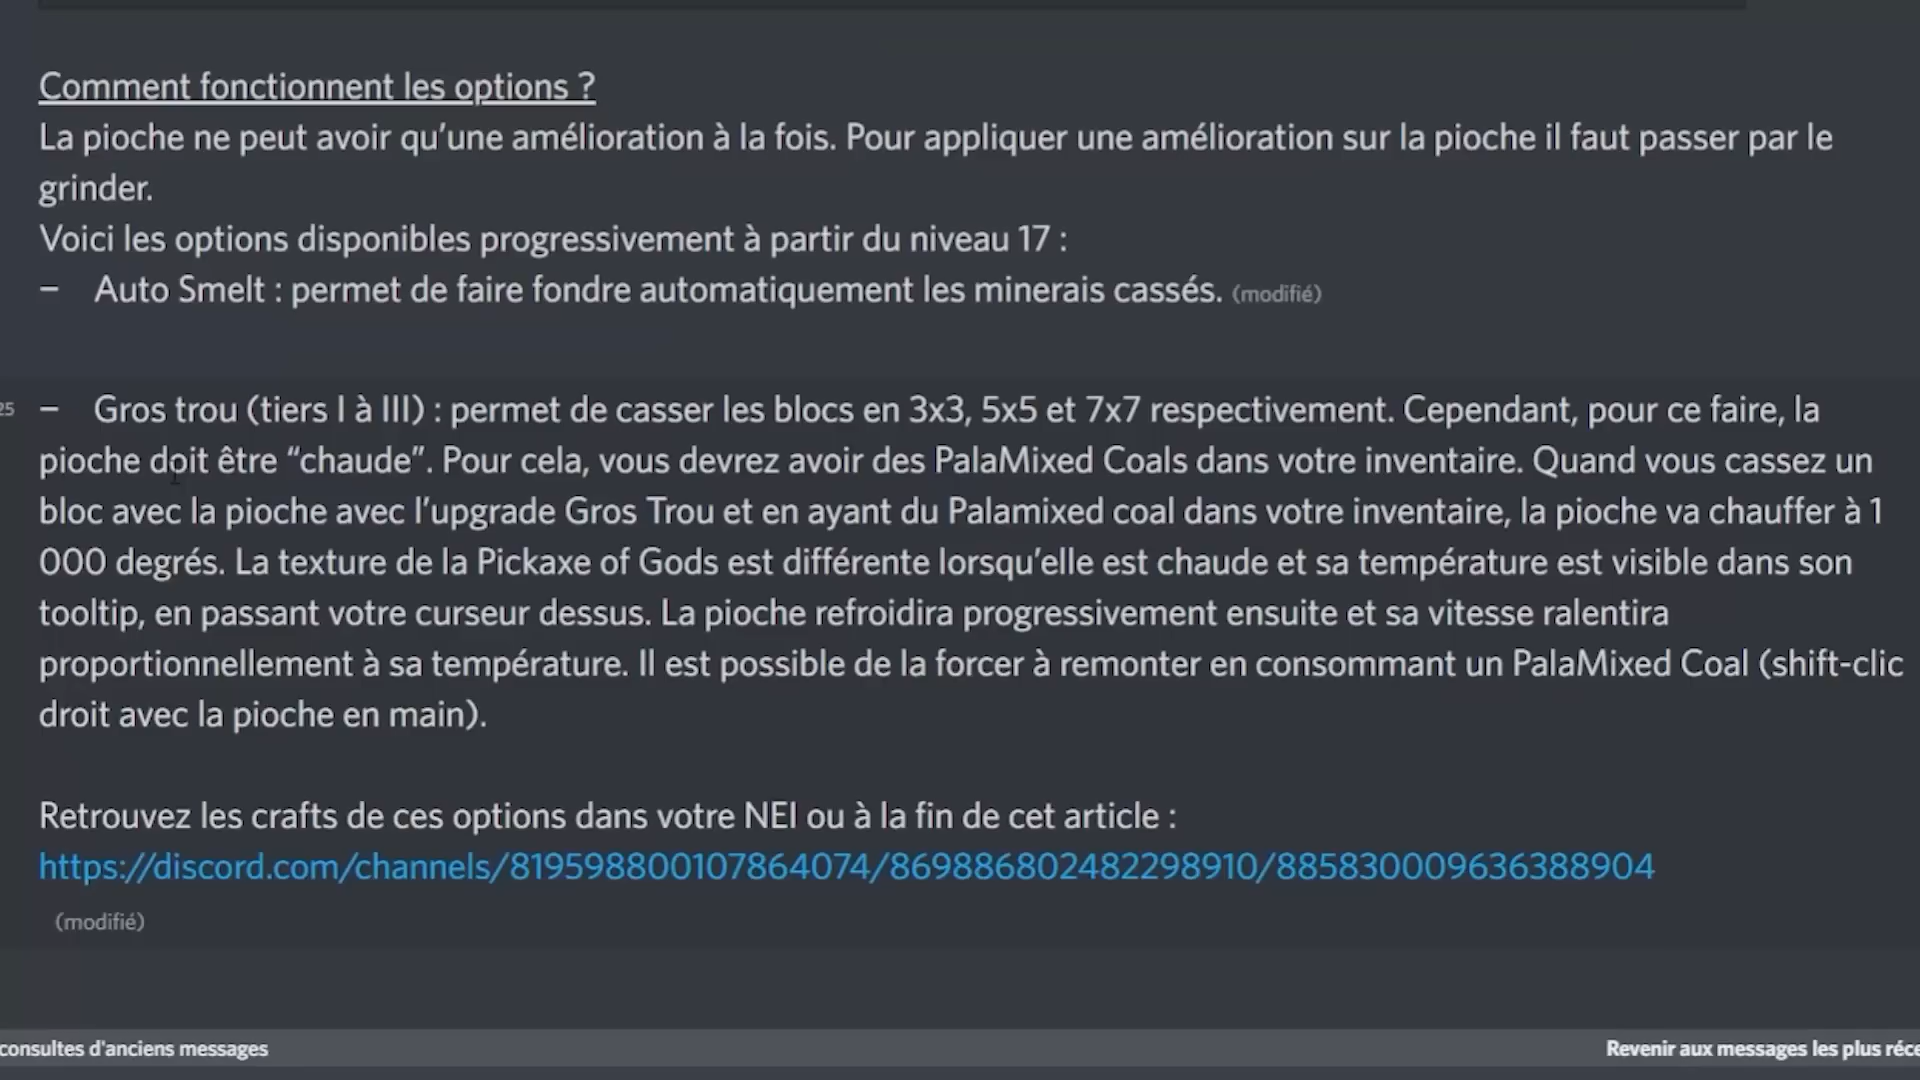 Comment fonctionnent les options ?
La pioche ne peut avoir qu'une amélioration à la fois. Pour appliquer une amélioration sur la pioche il faut passer par le
grinder.
Voici les options disponibles progressivement à partir du niveau 17 :
– Auto Smelt : permet de faire fondre automatiquement les minerais cassés. (modifié)
25 – Gros trou (tiers I à III) : permet de casser les blocs en 3x3, 5x5 et 7x7 respectivement. Cependant, pour ce faire, la
pioche doit être “chaude”. Pour cela, vous devrez avoir des PalaMixed Coals dans votre inventaire. Quand vous cassez un
bloc avec la pioche avec l'upgrade Gros Trou et en ayant du Palamixed coal dans votre inventaire, la pioche va chauffer à 1
000 degrés. La texture de la Pickaxe of Gods est différente lorsqu'elle est chaude et sa température est visible dans son
tooltip, en passant votre curseur dessus. La pioche refroidira progressivement ensuite et sa vitesse ralentira
proportionnellement à sa température. Il est possible de la forcer à remonter en consommant un PalaMixed Coal (shift-clic
droit avec la pioche en main).
Retrouvez les crafts de ces options dans votre NEI ou à la fin de cet article :
https://discord.com/channels/819598800107864074/869886802482298910/885830009636388904
(modifié)
consultes d'anciens messages
Revenir aux messages les plus réce